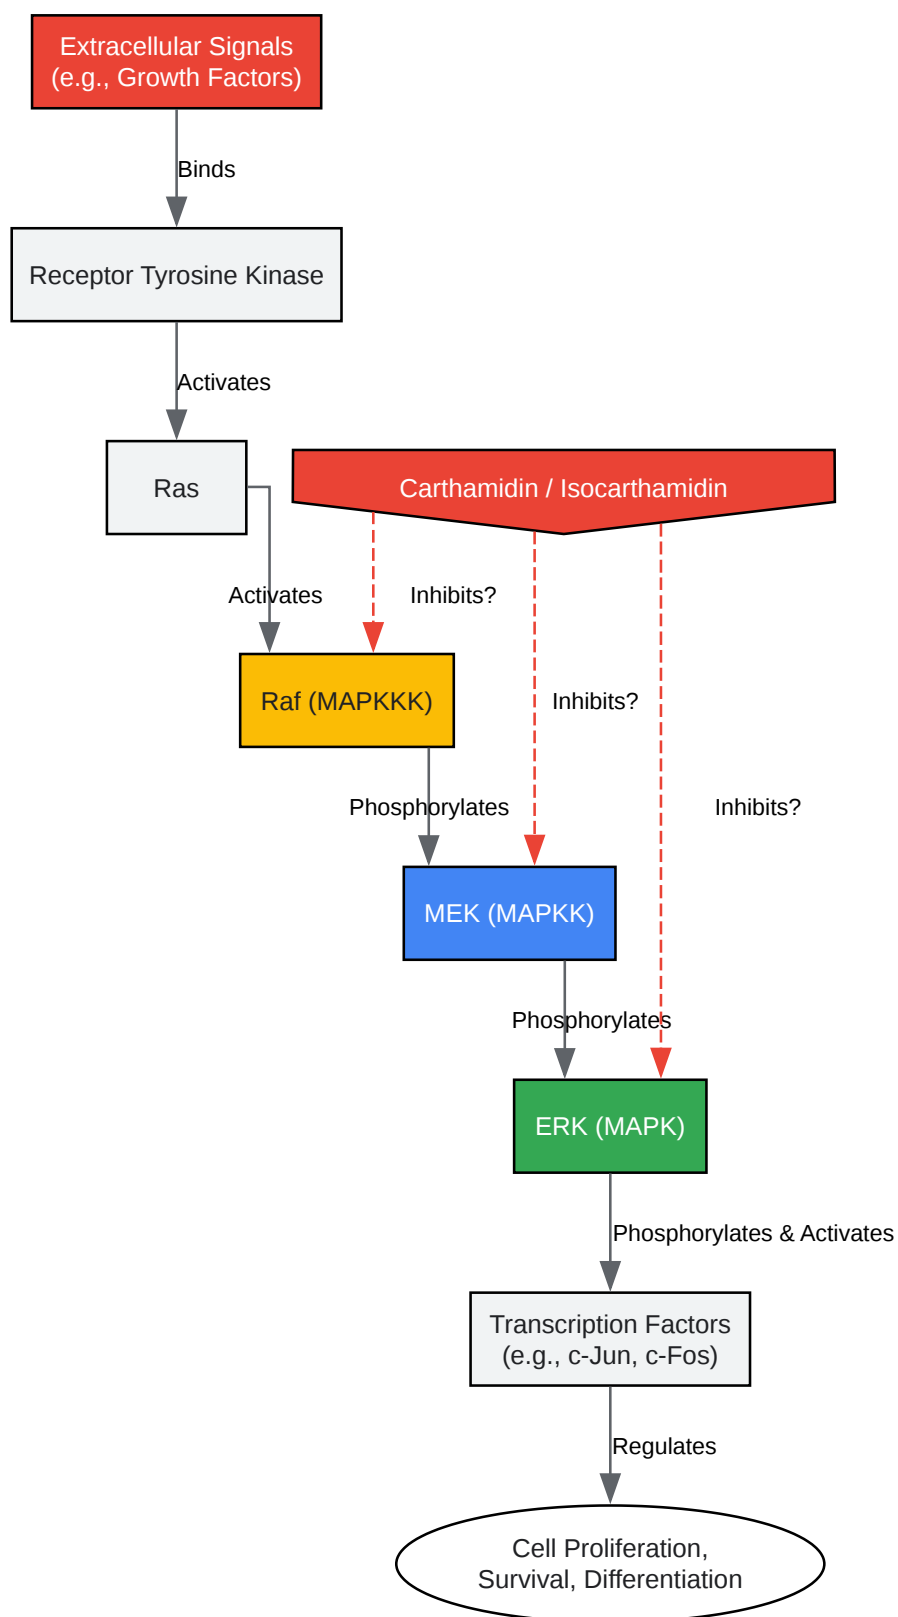 Extracellular Signals
(e.g., Growth Factors)
Binds
Receptor Tyrosine Kinase
Activates
Ras
Carthamidin / Isocarthamidin
Activates
Inhibits?
Raf (MAPKKK)
Inhibits?
Phosphorylates
Inhibits?
MEK (MAPKK)
Phosphorylates
ERK (MAPK)
Phosphorylates & Activates
Transcription Factors
(e.g., c-Jun, c-Fos)
Regulates
Cell Proliferation,
Survival, Differentiation